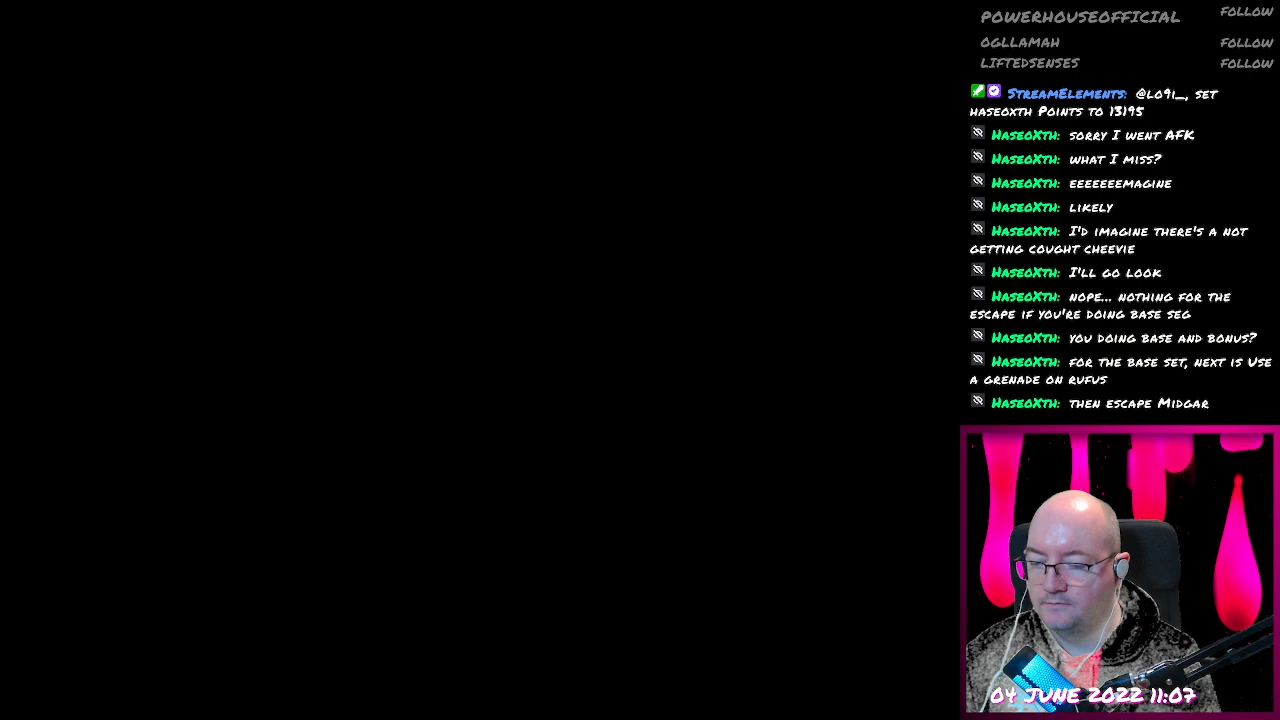 POWERHOUSEOFFICIAL FOLLOW
OGLLAMAH FOLLOW
LIFTEDSENSES FOLLOW
StreamElements: @lo9i_, set
haseoxth Points to 13195
HaseoXth: sorry I went AFK
HaseoXth: what I miss?
HaseoXth: eeeeeeemagine
HaseoXth: likely
HaseoXth: I'd imagine there's a not
getting cought cheevie
HaseoXth: I'll go look
HaseoXth: nope... nothing for the
escape if you're doing base seg
HaseoXth: you doing base and bonus?
HaseoXth: for the base set, next is Use
a grenade on rufus
HaseoXth: then escape Midgar
04 JUNE 2022 11:07